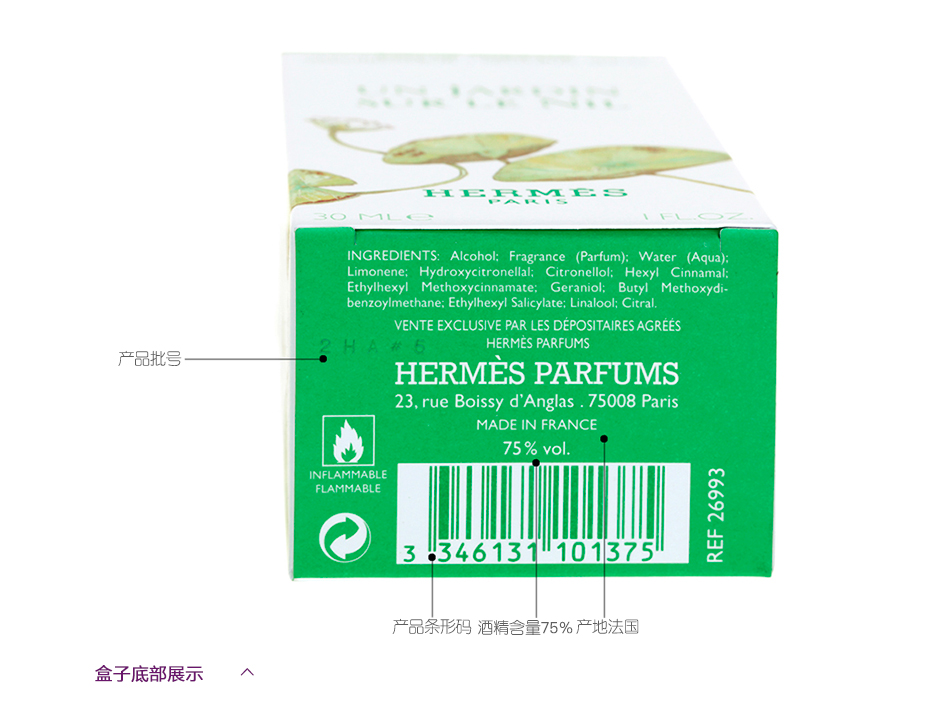 UN JARDIN
SUR LE NIL
HERMÈS
PARIS
30 ML e
1 FL.OZ.
INGREDIENTS: Alcohol; Fragrance (Parfum); Water (Aqua);
Limonene; Hydroxycitronellal; Citronellol; Hexyl Cinnamal;
Ethylhexyl Methoxycinnamate; Geraniol; Butyl Methoxydi-
benzoylmethane; Ethylhexyl Salicylate; Linalool; Citral.
VENTE EXCLUSIVE PAR LES DÉPOSITAIRES AGRÉÉS
HERMÈS PARFUMS
2HA#5
产品批号
HERMÈS PARFUMS
23, rue Boissy d'Anglas . 75008 Paris
MADE IN FRANCE
75% vol.
INFLAMMABLE
FLAMMABLE
3 346131 101375
REF 26993
产品条形码 酒精含量75% 产地法国
盒子底部展示